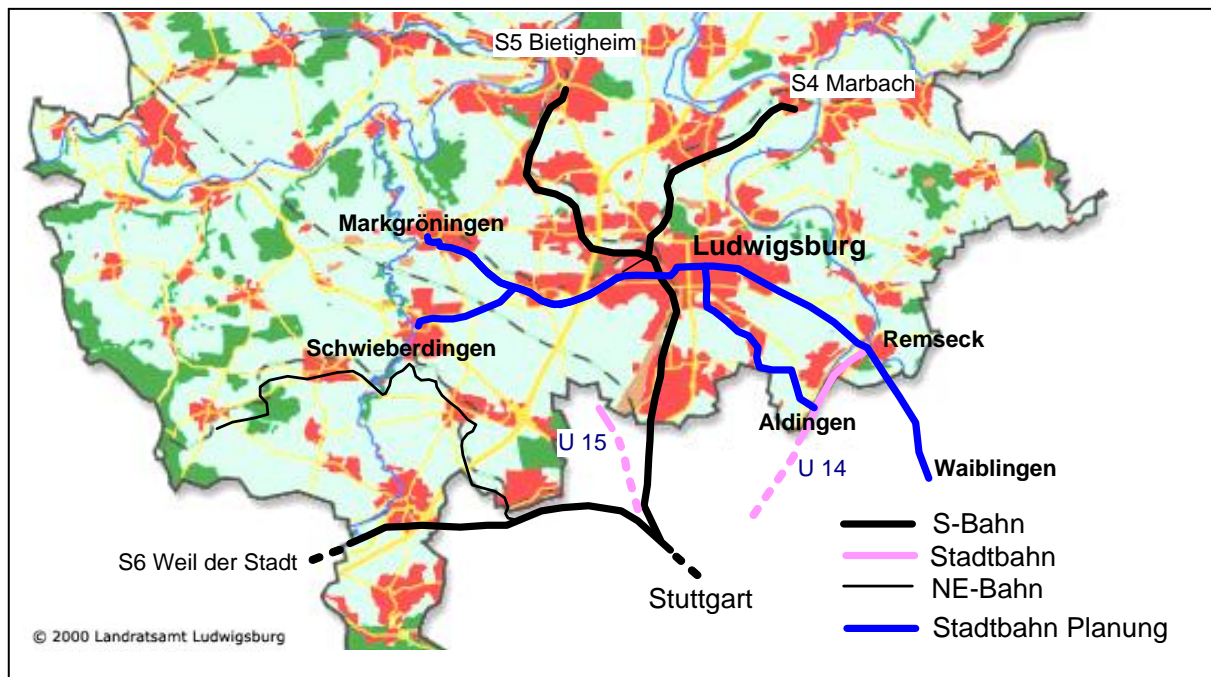 S5 Bietigheim
S4 Marbach
Markgröningen
Ludwigsburg
Remseck
Schwieberdingen
Aldingen
U 15
U 14
Waiblingen
S-Bahn
S6 Weil der Stadt
Stadtbahn
NE-Bahn
Stuttgart
Stadtbahn Planung
© 2000 Landratsamt Ludwigsburg